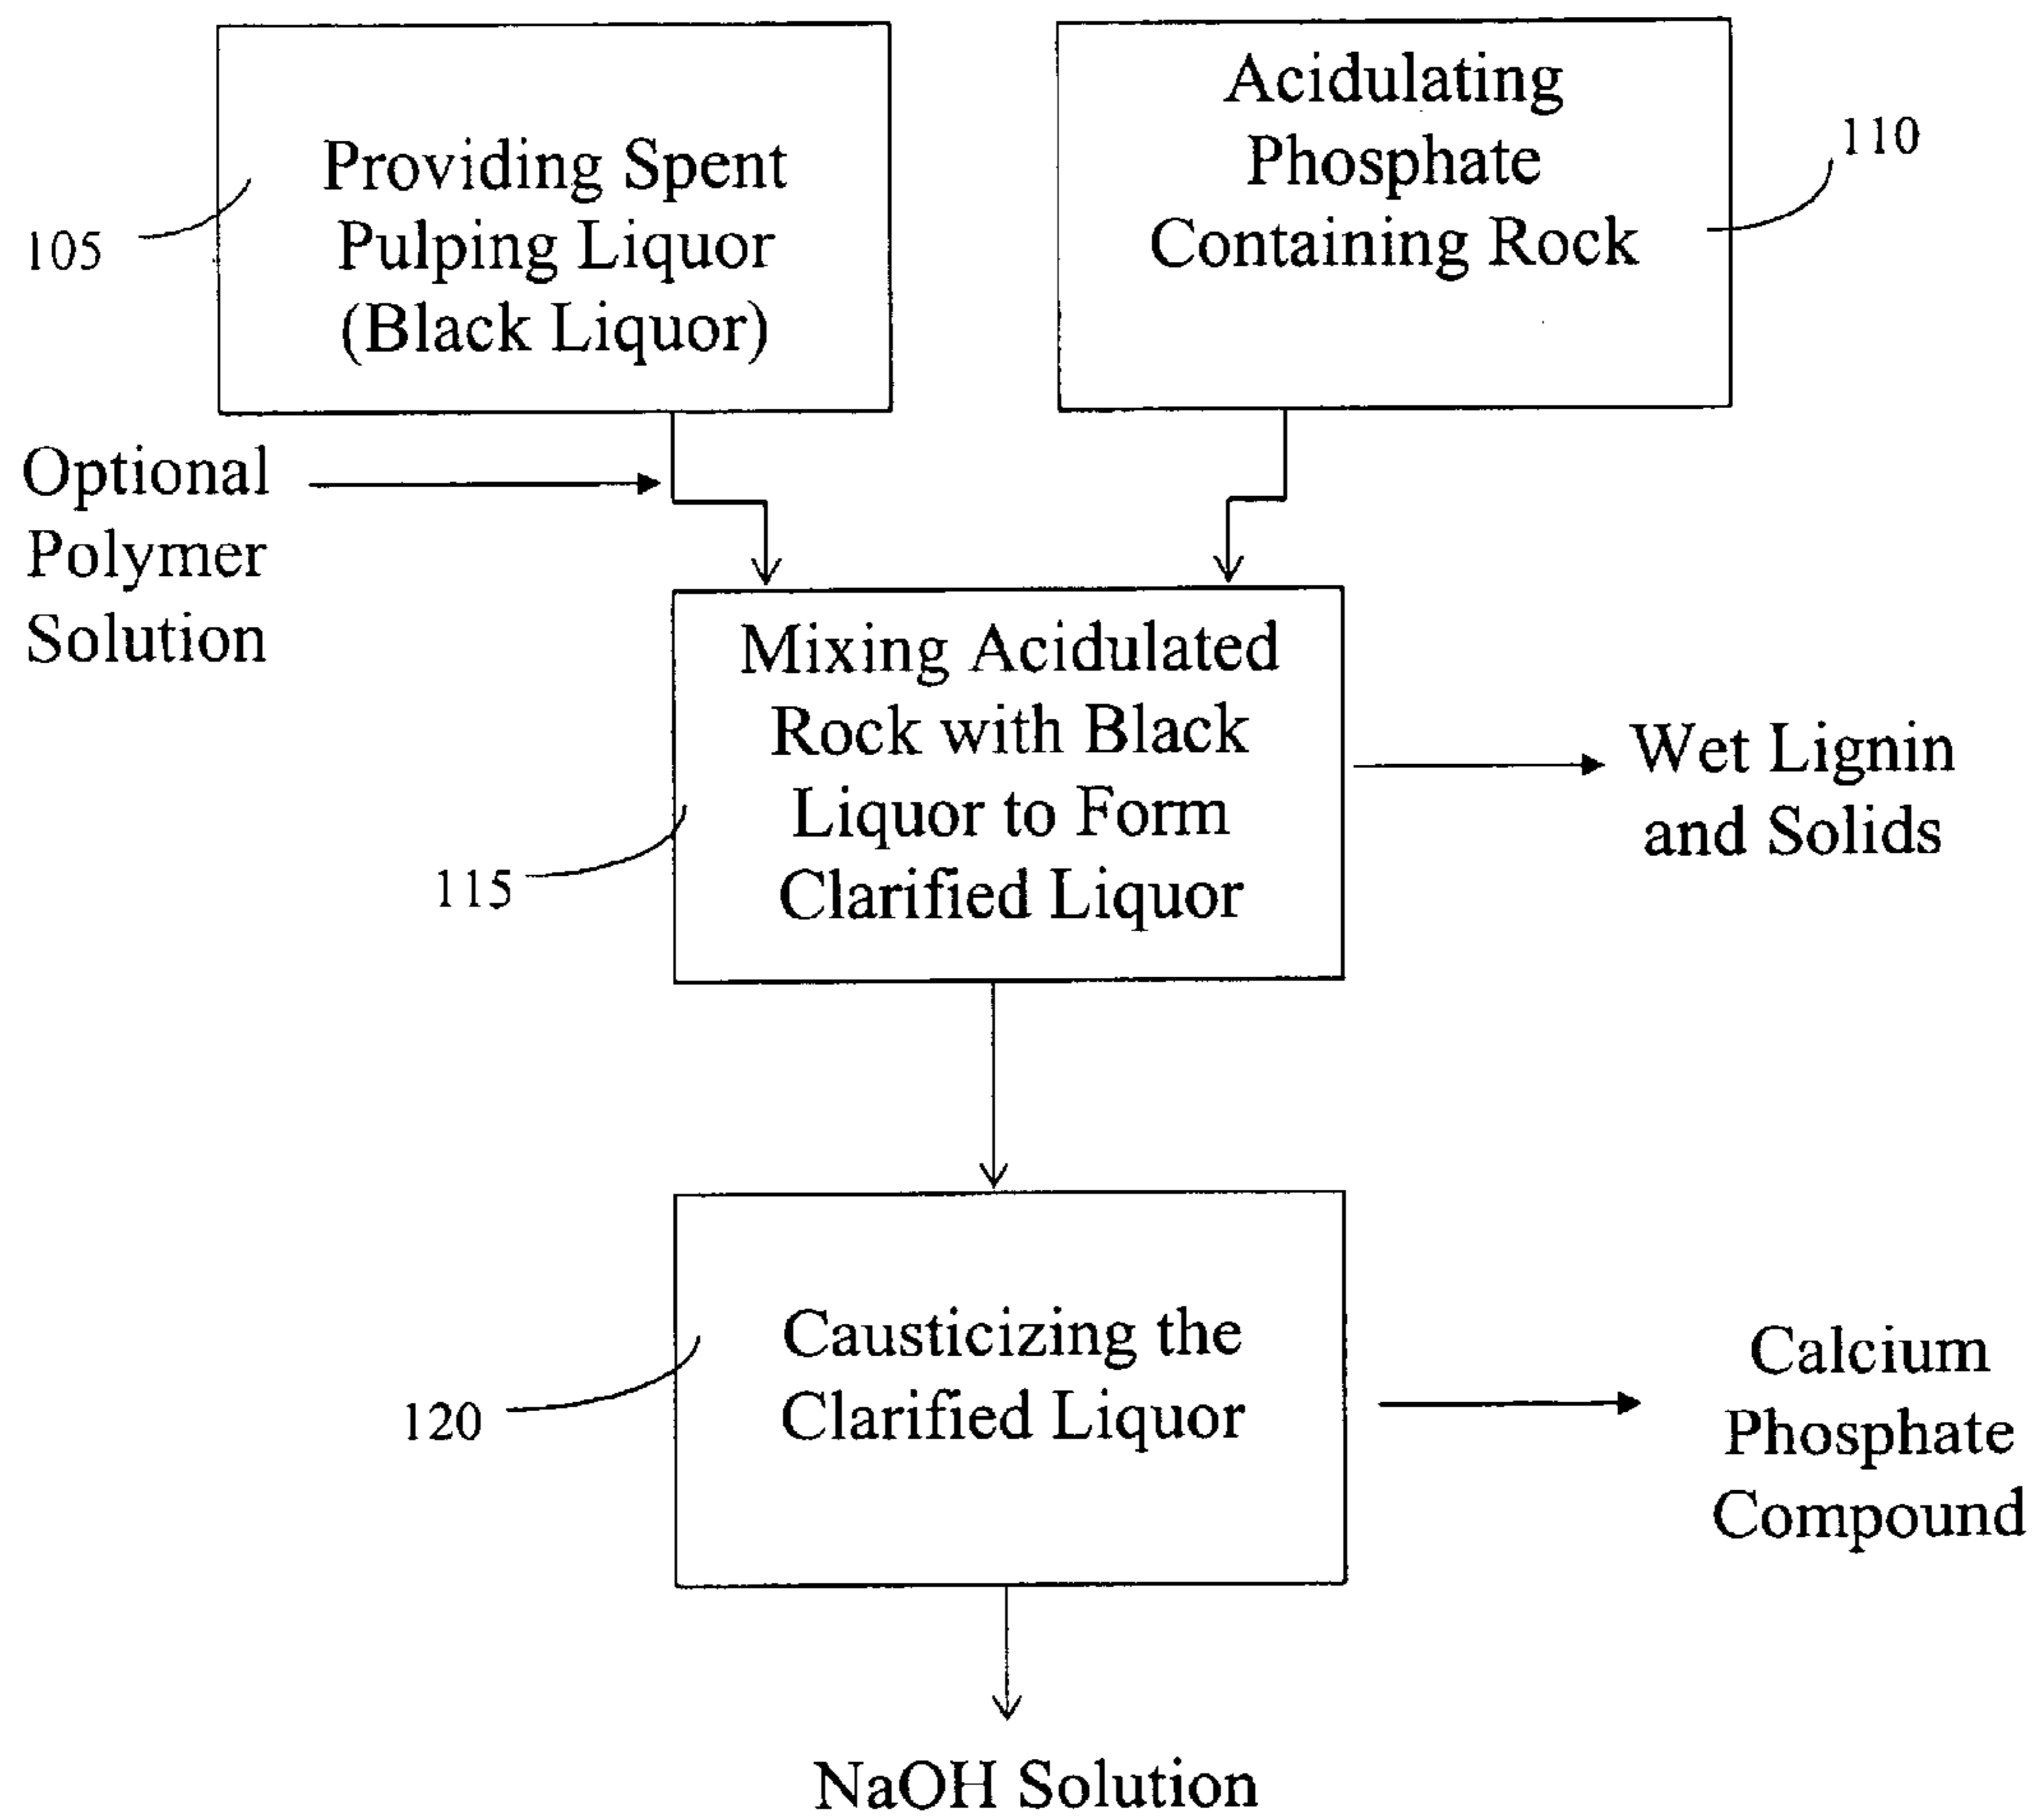 Providing Spent
Pulping Liquor
(Black Liquor)
105
Acidulating
Phosphate
Containing Rock
110
Optional
Polymer
Solution
Mixing Acidulated
Rock with Black
Liquor to Form
Clarified Liquor
115
Wet Lignin
and Solids
Causticizing the
Clarified Liquor
120
Calcium
Phosphate
Compound
NaOH Solution